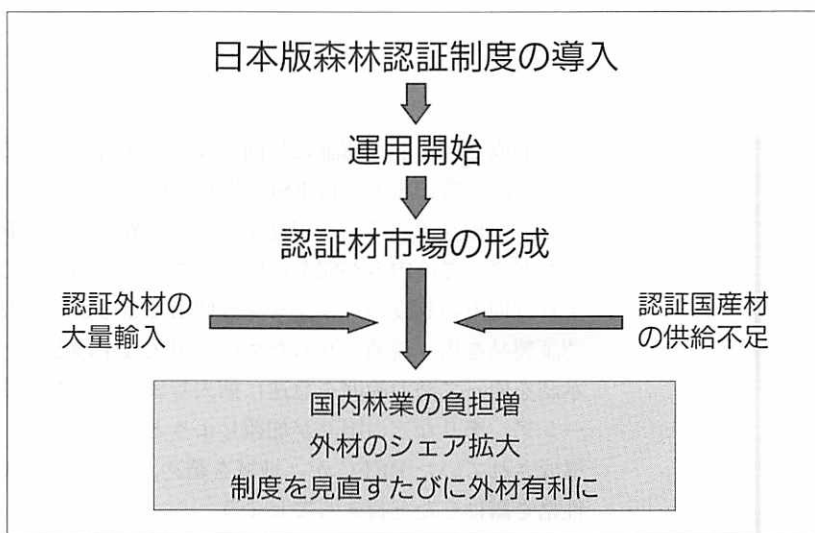 日本版森林認証制度の導入
運用開始
認証材市場の形成
認証外材の
大量輸入
認証国産材
の供給不足
国内林業の負担増
外材のシェア拡大
制度を見直すたびに外材有利に